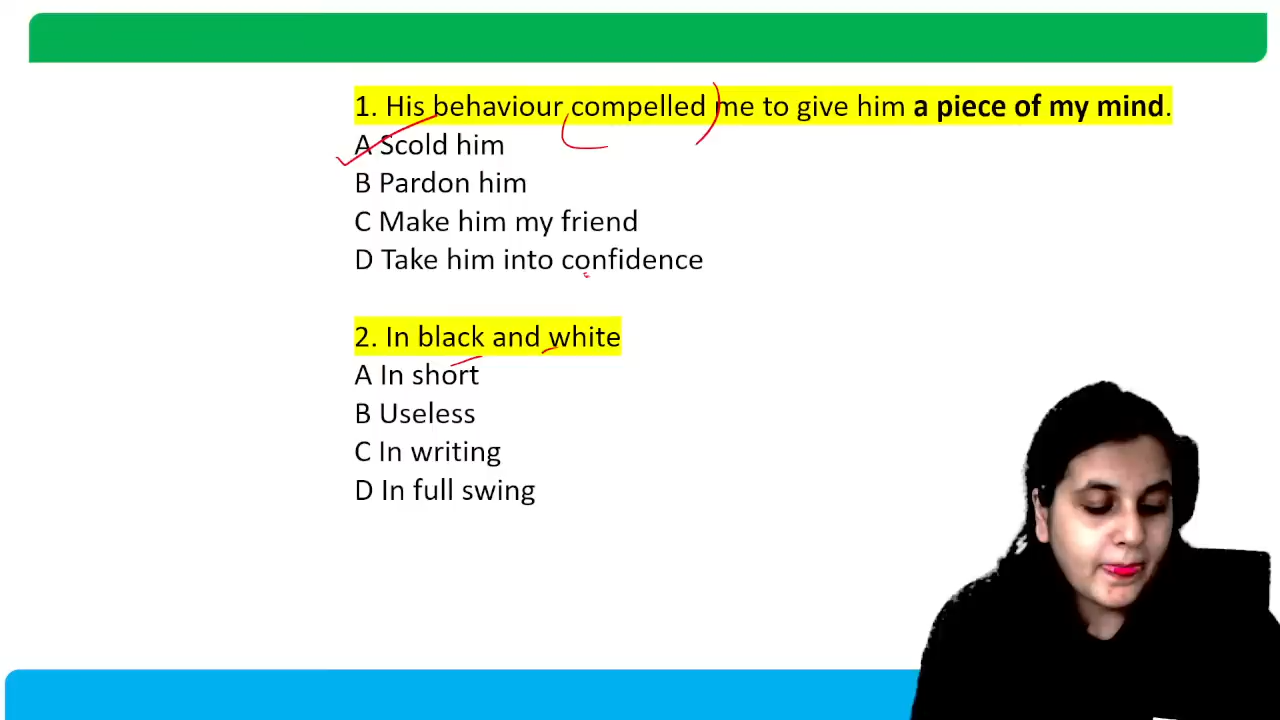 1. His behaviour compelled me to give him a piece of my mind.
A Scold him
B Pardon him
C Make him my friend
D Take him into confidence
2. In black and white
A In short
B Useless
C In writing
D In full swing